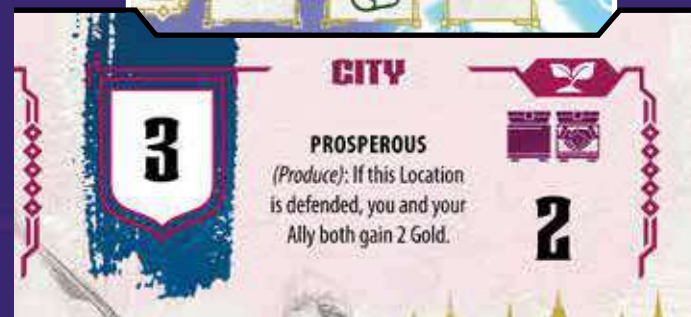 CITY
3
PROSPEROUS
(Produce): If this Location
is defended, you and your
Ally both gain 2 Gold.
2